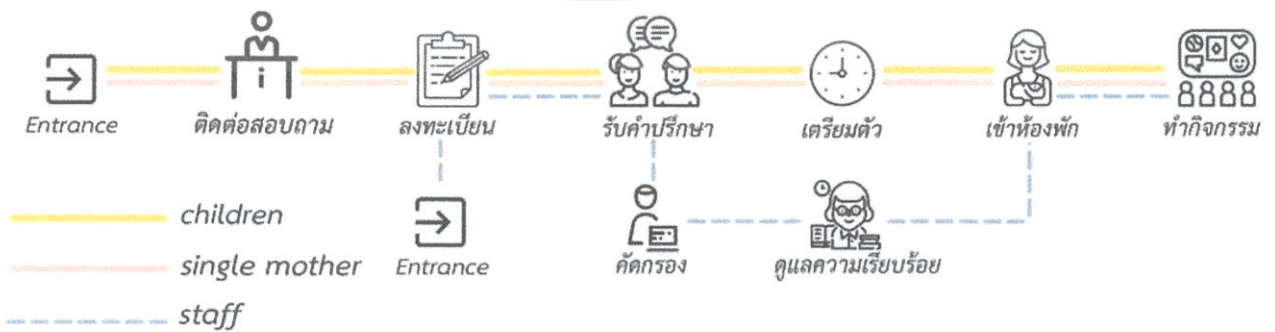 Entrance
ติดต่อสอบถาม
ลงทะเบียน
รับคำปรึกษา
เตรียมตัว
เข้าห้องพัก
ทำกิจกรรม
children
single mother
staff
Entrance
คัดกรอง
ดูแลความเรียบร้อย